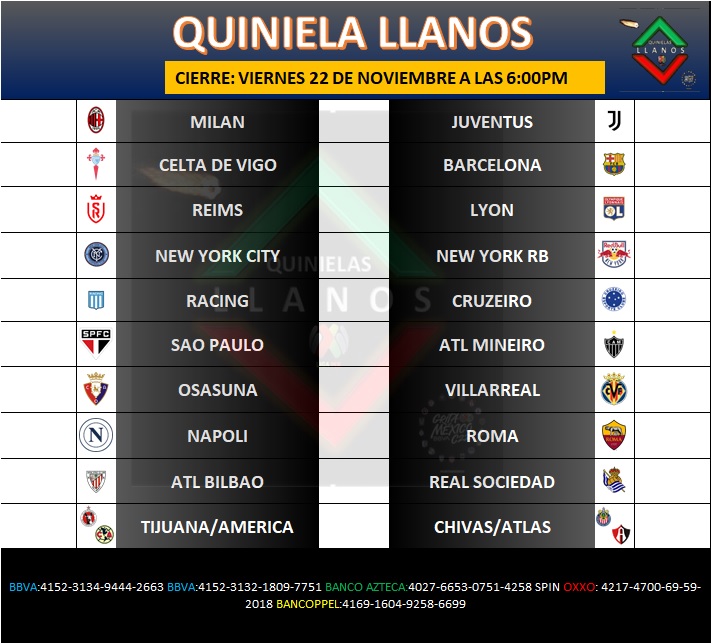 QUINIELA LLANOS
QUINIELAS
LLANOS
CIERRE: VIERNES 22 DE NOVIEMBRE A LAS 6:00PM
MILAN JUVENTUS
CELTA DE VIGO BARCELONA
REIMS LYON
NEW YORK CITY NEW YORK RB
QUINIELAS
RACING CRUZEIRO
LLANOS
SPFC
SAO PAULO ATL MINEIRO
OSASUNA VILLARREAL
N NAPOLI ROMA
ATL BILBAO REAL SOCIEDAD
TIJUANA/AMERICA CHIVAS/ATLAS
BBVA:4152-3134-9444-2663 BBVA:4152-3132-1809-7751 BANCO AZTECA:4027-6653-0751-4258 SPIN OXXO: 4217-4700-69-59-
2018 BANCOPPEL:4169-1604-9258-6699